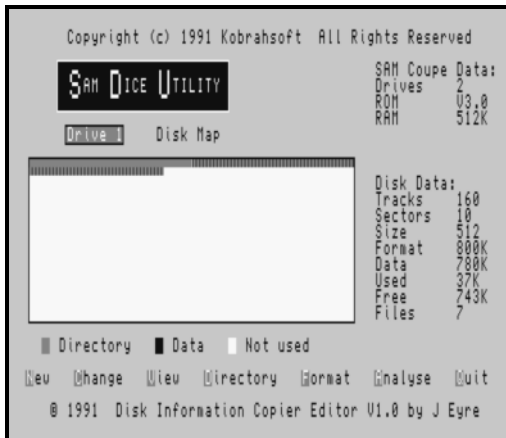 Copyright (c) 1991 Kobrahsoft All Rights Reserved
SAM DICE UTILITY
SAM Coupe Data:
Drives 2
ROM V3.0
RAM 512K
Drive 1 Disk Map
Disk Data:
Tracks 160
Sectors 10
Size 512
Format 800K
Data 780K
Used 37K
Free 743K
Files 7
Directory Data Not used
New Change View Directory Format Analyse Quit
© 1991 Disk Information Copier Editor V1.0 by J Eyre